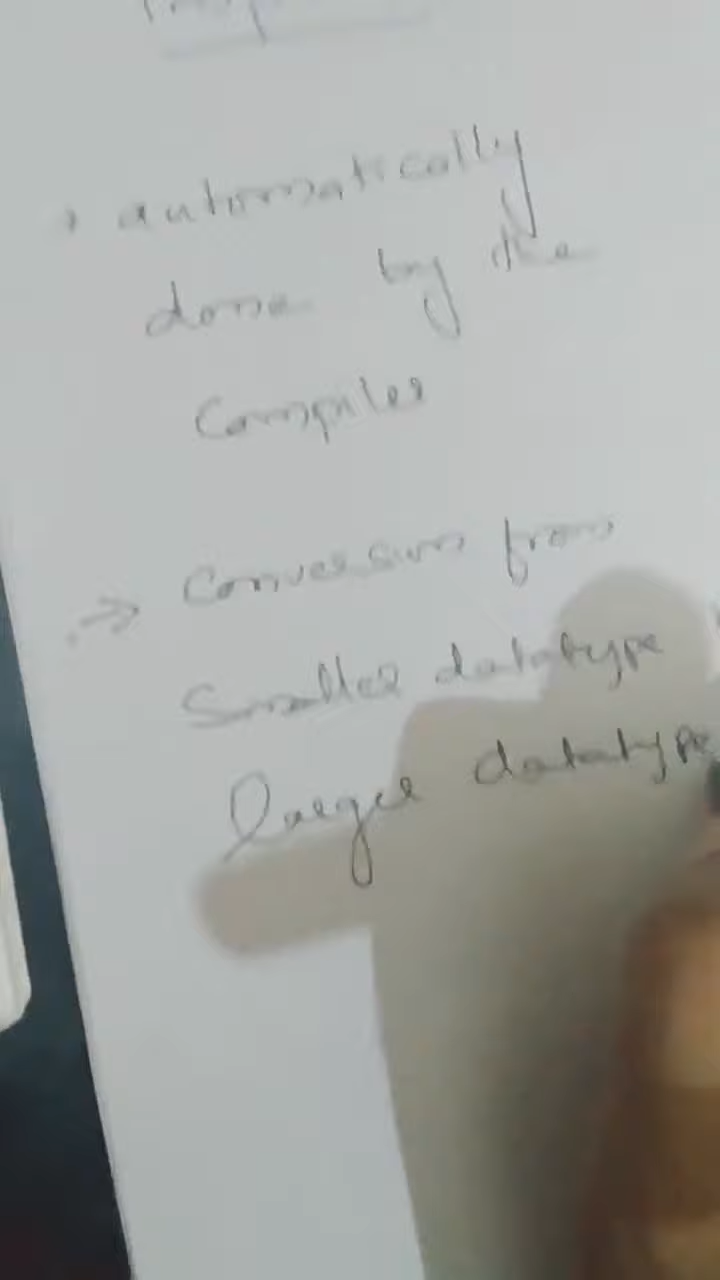 automatically
done by the
Compiler
→ Conversion from
Smaller datatype
larger datatype